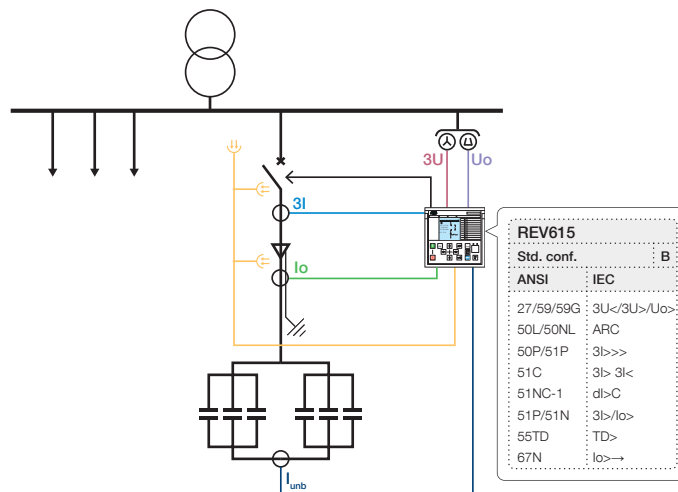 3U Uo
3I
REV615
Std. conf. B
ANSI IEC
Io
27/59/59G 3U</3U>/Uo>
50L/50NL ARC
50P/51P 3I>>>
51C 3I> 3I<
51NC-1 dI>C
51P/51N 3I>/Io>
55TD TD>
67N Io>→
Iunb